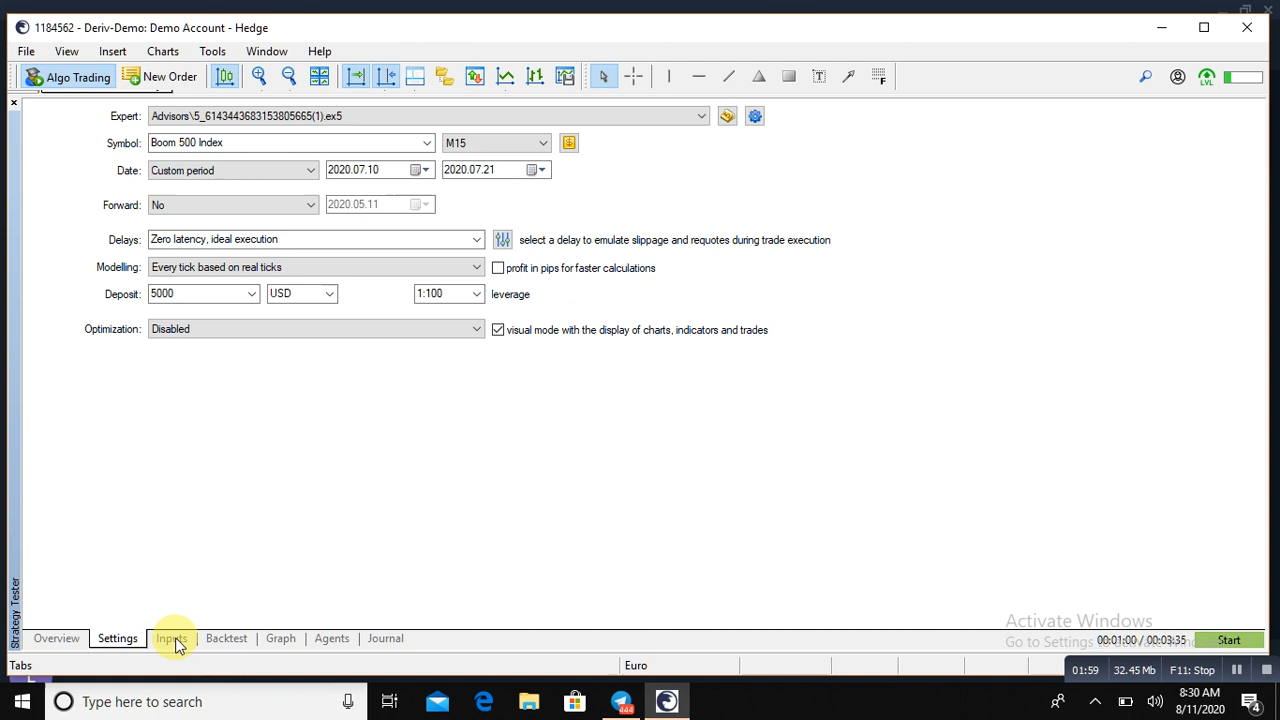 1184562 - Deriv-Demo: Demo Account - Hedge
File View Insert Charts Tools Window Help
Algo Trading New Order LVL
Expert: Advisors\5_6143443683153805665(1).ex5
Symbol: Boom 500 Index M15
Date: Custom period 2020.07.10 2020.07.21
Forward: No 2020.05.11
Delays: Zero latency, ideal execution select a delay to emulate slippage and requotes during trade execution
Modelling: Every tick based on real ticks profit in pips for faster calculations
Deposit: 5000 USD 1:100 leverage
Optimization: Disabled visual mode with the display of charts, indicators and trades
Strategy Tester
Activate Windows
Overview Settings Inputs Backtest Graph Agents Journal 00:01:00 / 00:03:35 Start
Go to Settings to activate
Tabs Euro
01:59 32.45 Mb F11: Stop
Type here to search 444 8:30 AM
8/11/2020 4